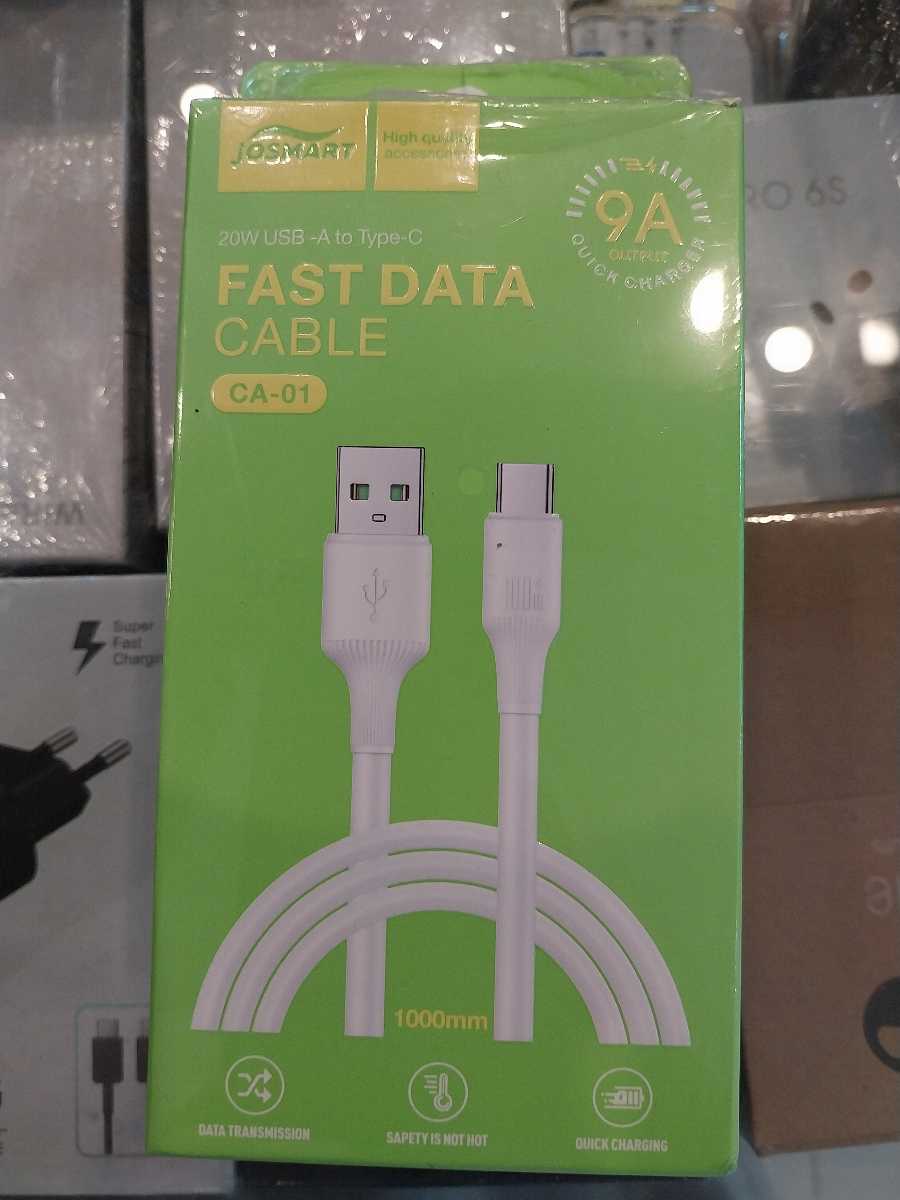 JOSMART
High quality
accessories
9A
OUTPUT
QUICK CHARGER
20W USB -A to Type-C
FAST DATA
CABLE
CA-01
1000mm
DATA TRANSMISSION
SAPETY IS NOT HOT
QUICK CHARGING
RO 6S
Super
Fast
Chargin